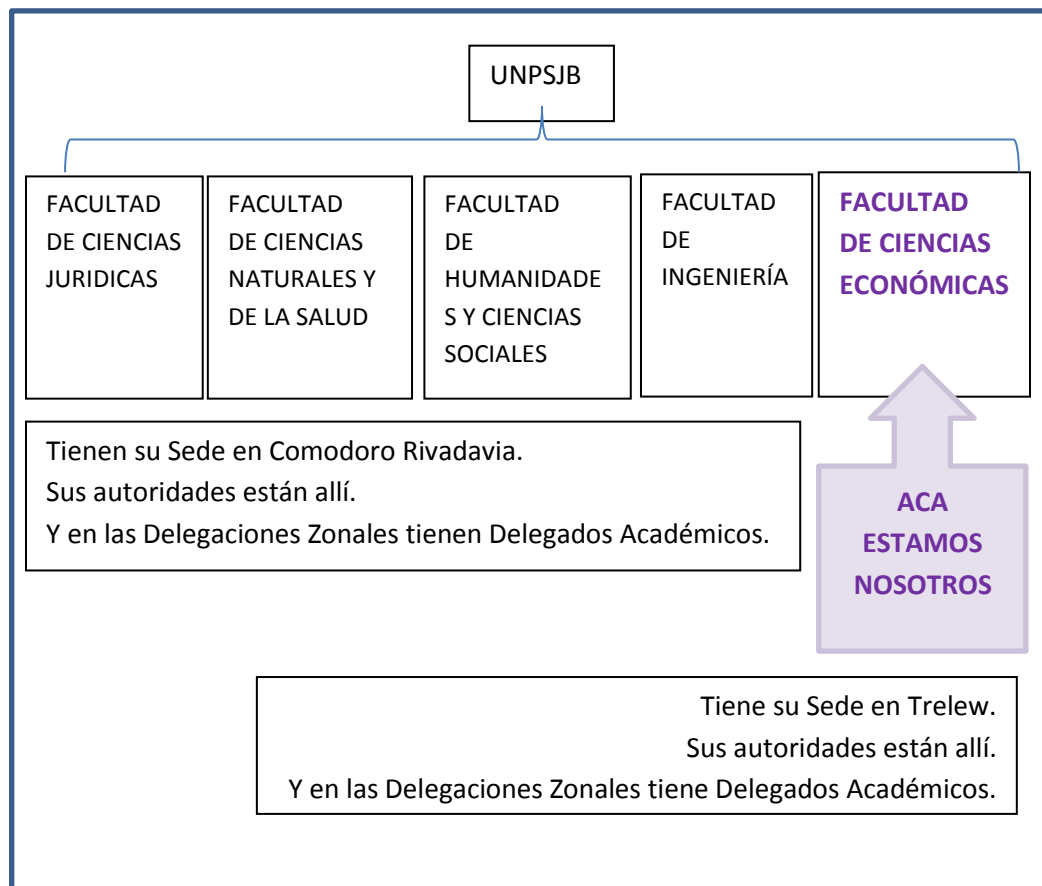 UNPSJB
FACULTAD
DE CIENCIAS
JURIDICAS
FACULTAD
DE CIENCIAS
NATURALES Y
DE LA SALUD
FACULTAD
DE
HUMANIDADE
S Y CIENCIAS
SOCIALES
FACULTAD
DE
INGENIERÍA
FACULTAD
DE CIENCIAS
ECONÓMICAS
Tienen su Sede en Comodoro Rivadavia.
Sus autoridades están allí.
Y en las Delegaciones Zonales tienen Delegados Académicos.
ACA
ESTAMOS
NOSOTROS
Tiene su Sede en Trelew.
Sus autoridades están allí.
Y en las Delegaciones Zonales tiene Delegados Académicos.